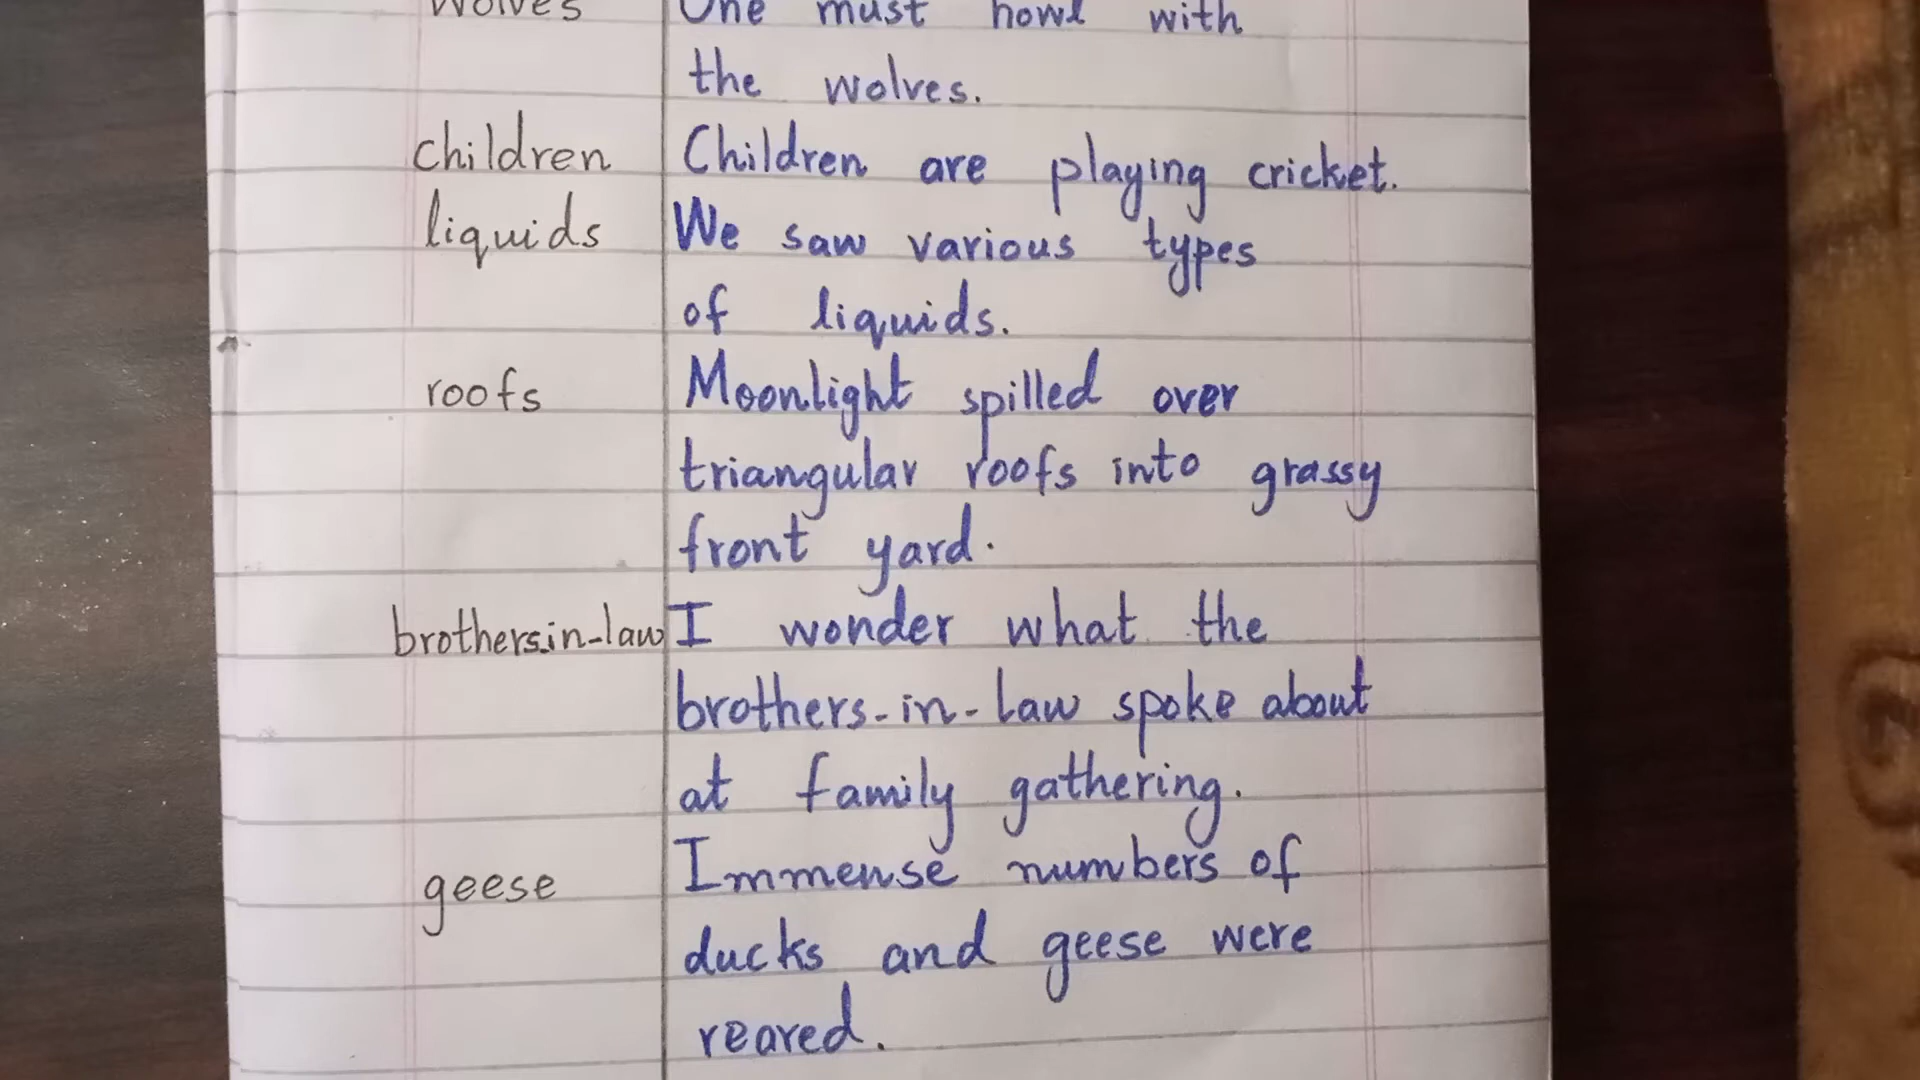 wolves One must howl with
the wolves.
children Children are playing cricket.
liquids We saw various types
of liquids.
roofs Moonlight spilled over
triangular roofs into grassy
front yard.
brothers-in-law I wonder what the
brothers-in-law spoke about
at family gathering.
geese Immense numbers of
ducks and geese were
reared.